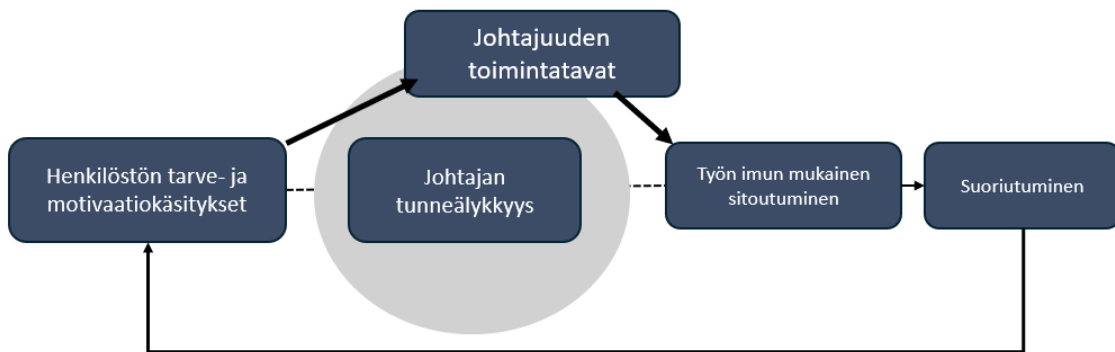 Johtajuuden
toimintatavat
Henkilöstön tarve- ja
motivaatiokäsitykset
Johtajan
tunneälykkyys
Työn imun mukainen
sitoutuminen
Suoriutuminen